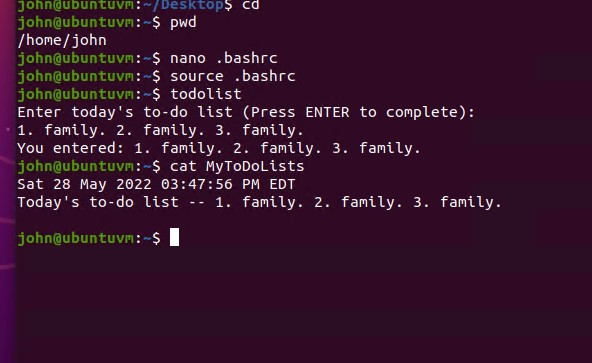 john@ubuntuvm:~/Desktop$ cd
john@ubuntuvm:~$ pwd
/home/john
john@ubuntuvm:~$ nano .bashrc
john@ubuntuvm:~$ source .bashrc
john@ubuntuvm:~$ todolist
Enter today's to-do list (Press ENTER to complete):
1. family. 2. family. 3. family.
You entered: 1. family. 2. family. 3. family.
john@ubuntuvm:~$ cat MyToDoLists
Sat 28 May 2022 03:47:56 PM EDT
Today's to-do list -- 1. family. 2. family. 3. family.
john@ubuntuvm:~$